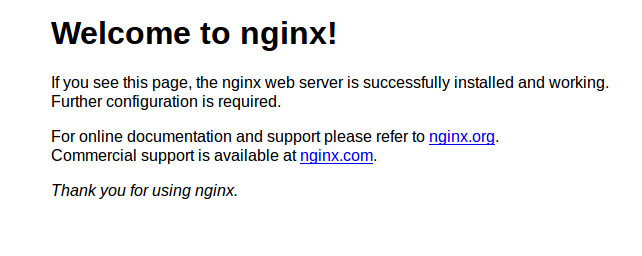 Welcome to nginx!
If you see this page, the nginx web server is successfully installed and working.
Further configuration is required.
For online documentation and support please refer to nginx.org.
Commercial support is available at nginx.com.
Thank you for using nginx.